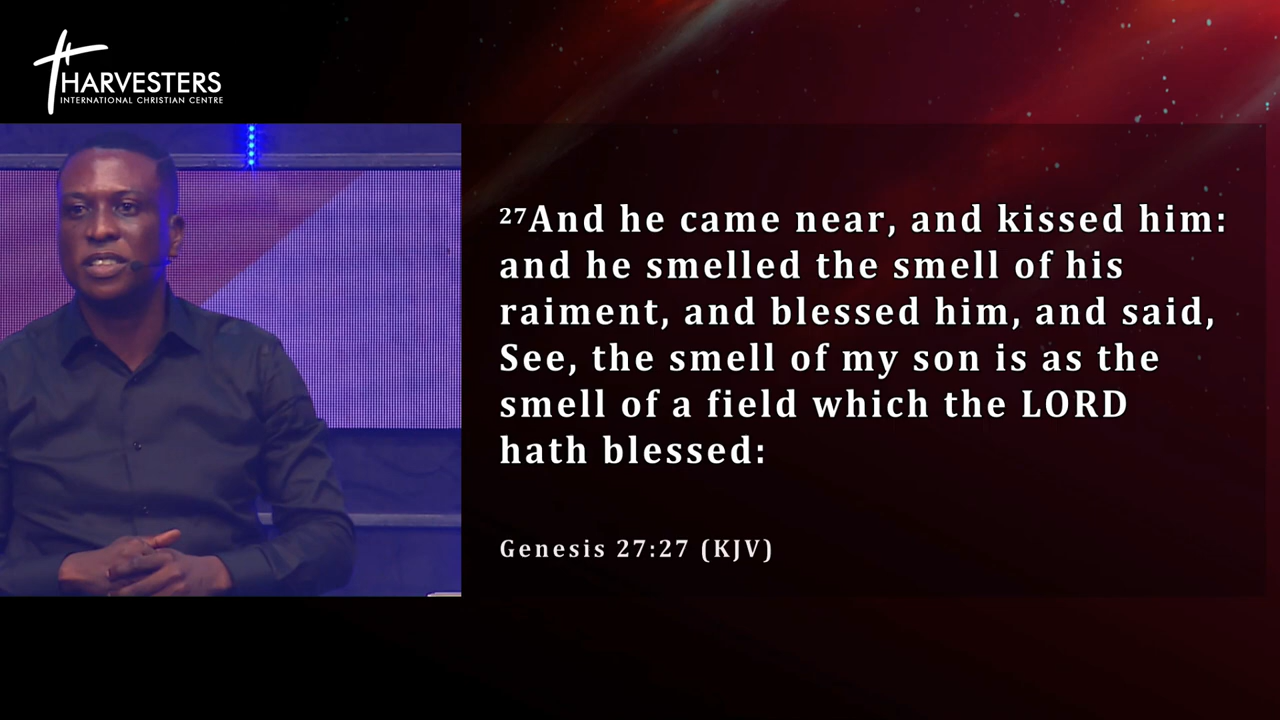 HARVESTERS
INTERNATIONAL CHRISTIAN CENTRE
27And he came near, and kissed him:
and he smelled the smell of his
raiment, and blessed him, and said,
See, the smell of my son is as the
smell of a field which the LORD
hath blessed:
Genesis 27:27 (KJV)